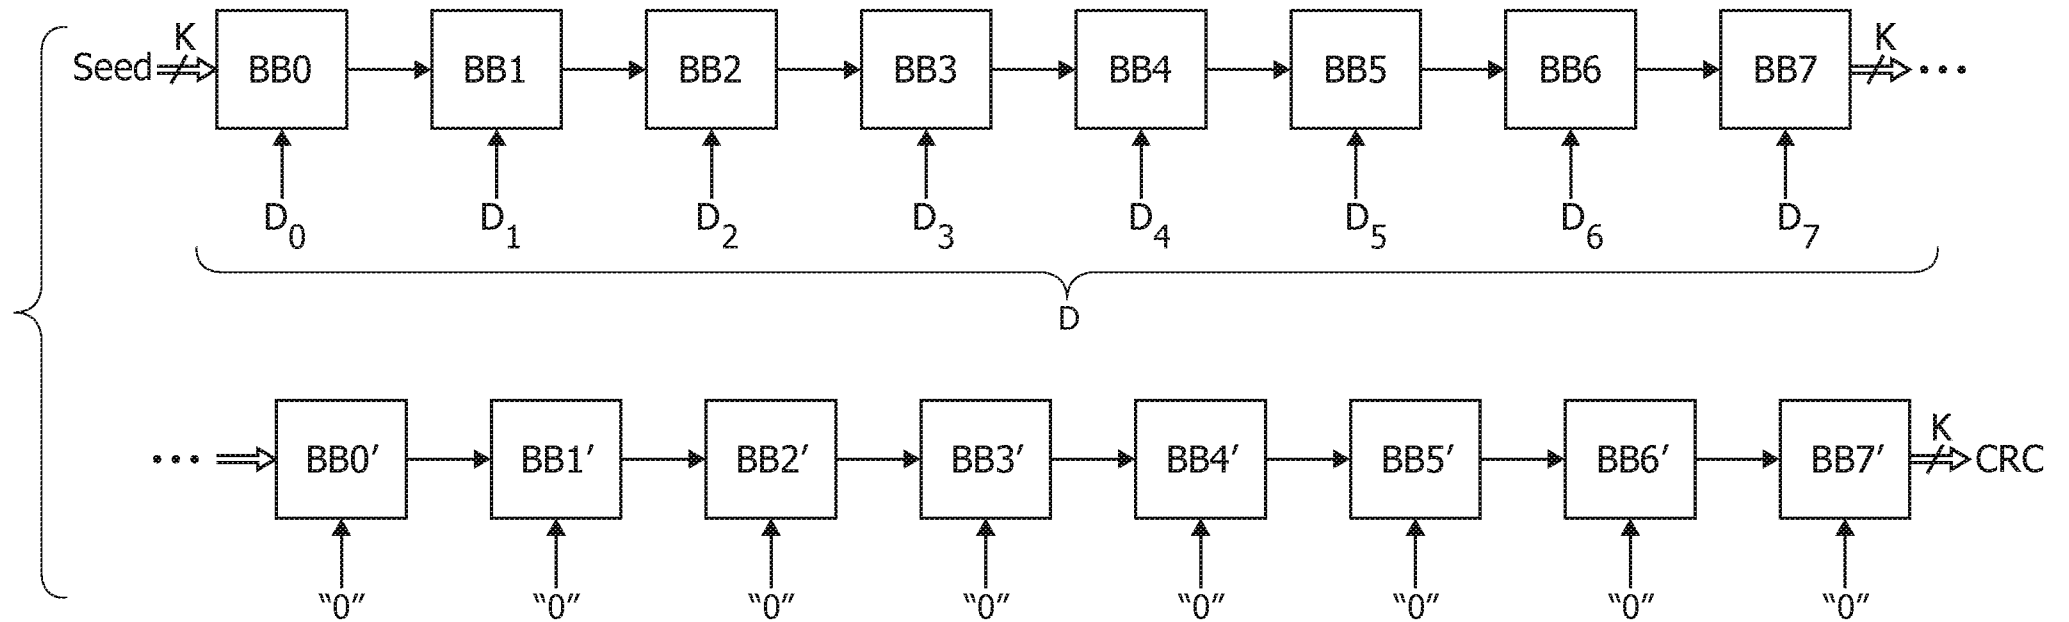 K K
Seed BB0 BB1 BB2 BB3 BB4 BB5 BB6 BB7 •••
D0 D1 D2 D3 D4 D5 D6 D7
D
K
••• BB0′ BB1′ BB2′ BB3′ BB4′ BB5′ BB6′ BB7′ CRC
“0” “0” “0” “0” “0” “0” “0” “0”